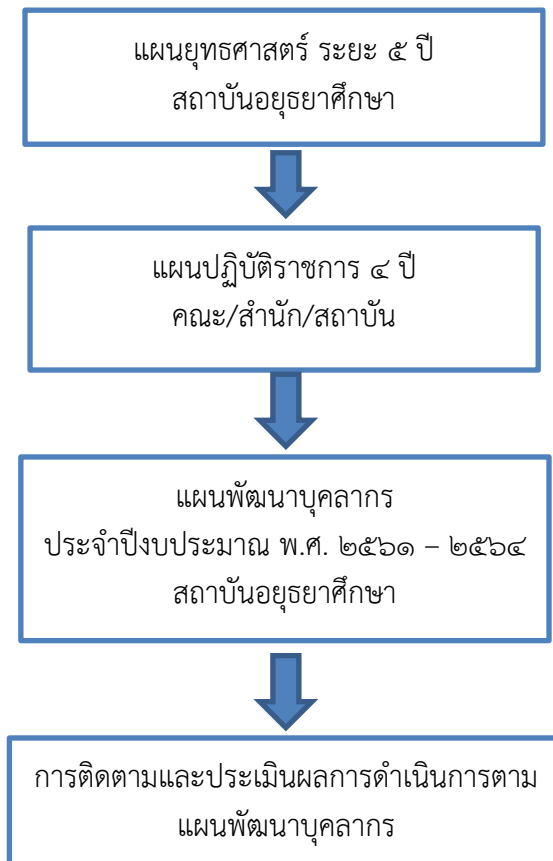 แผนยุทธศาสตร์ ระยะ ๕ ปี
สถาบันอยุธยาศึกษา
แผนปฏิบัติราชการ ๔ ปี
คณะ/สำนัก/สถาบัน
แผนพัฒนาบุคลากร
ประจำปีงบประมาณ พ.ศ. ๒๕๖๑ – ๒๕๖๔
สถาบันอยุธยาศึกษา
การติดตามและประเมินผลการดำเนินการตาม
แผนพัฒนาบุคลากร